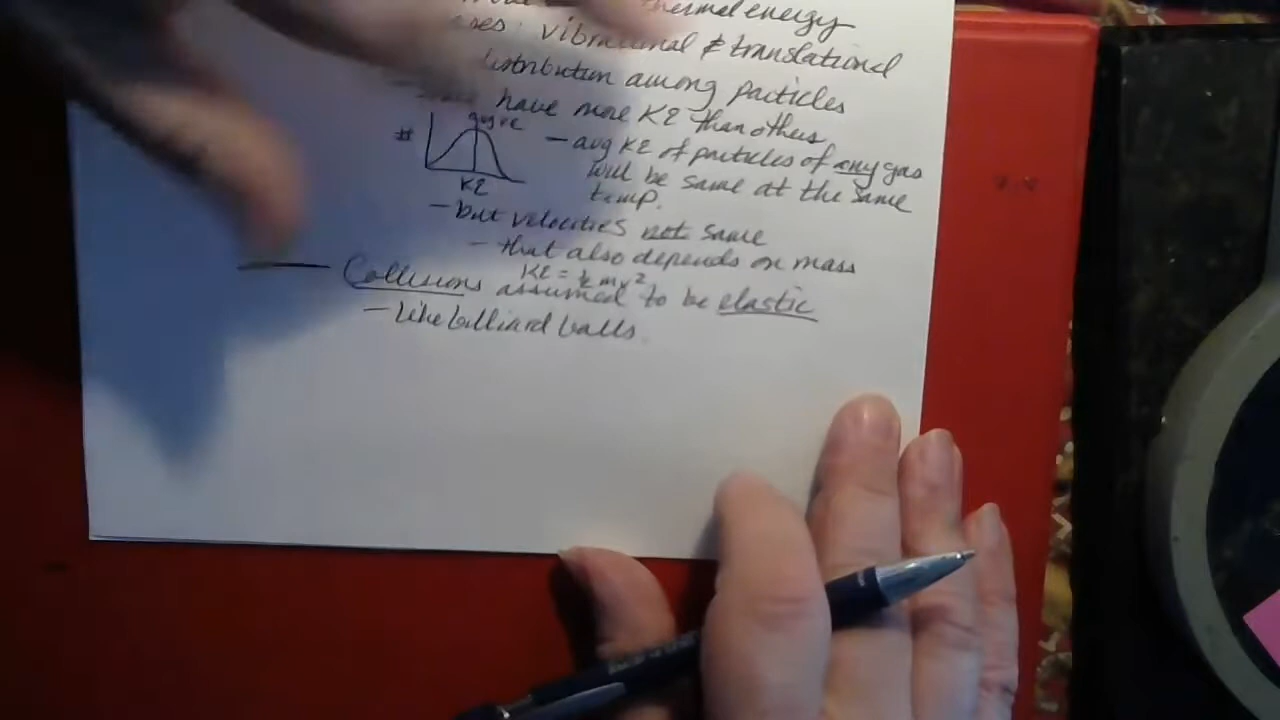 thermal energy
vibrational & translational
distribution among particles
have more KE than others
avg KE
#
KE
- avg KE of particles of any gas
will be same at the same
temp.
- but velocities not same
- that also depends on mass
KE = ½ mv²
Collisions assumed to be elastic
- like billiard balls.